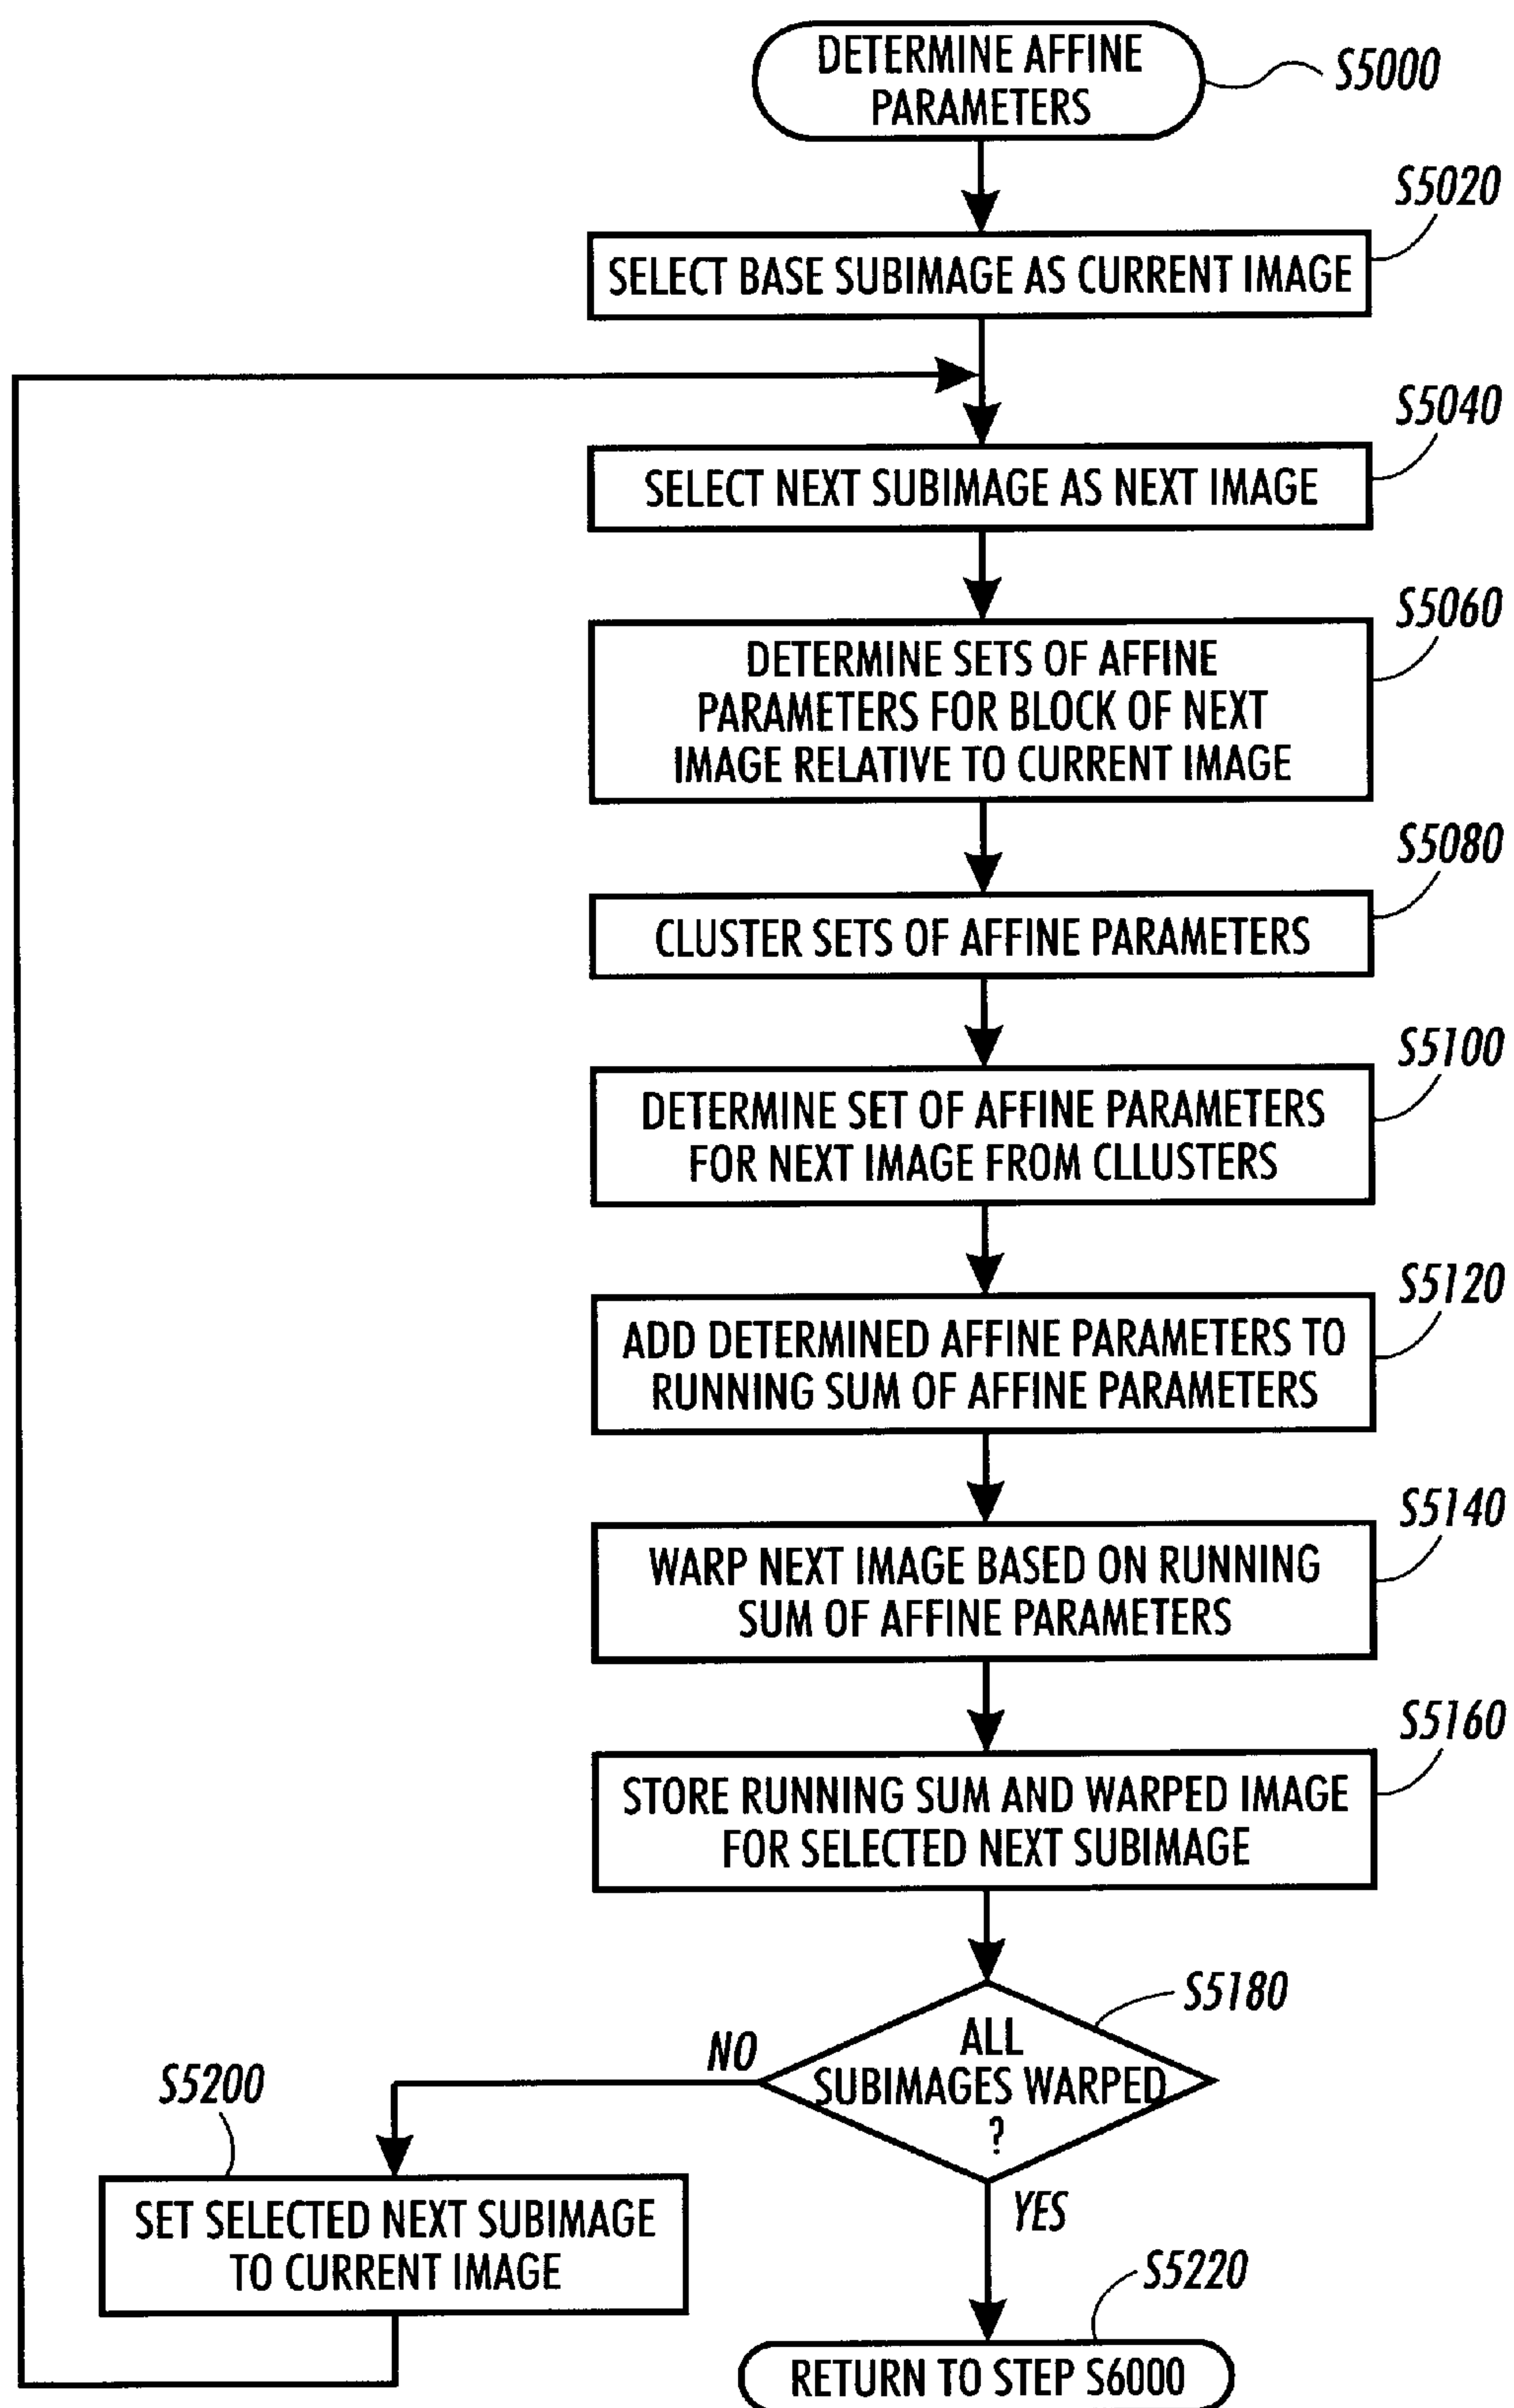 DETERMINE AFFINE
PARAMETERS
S5000
S5020
SELECT BASE SUBIMAGE AS CURRENT IMAGE
S5040
SELECT NEXT SUBIMAGE AS NEXT IMAGE
S5060
DETERMINE SETS OF AFFINE
PARAMETERS FOR BLOCK OF NEXT
IMAGE RELATIVE TO CURRENT IMAGE
S5080
CLUSTER SETS OF AFFINE PARAMETERS
S5100
DETERMINE SET OF AFFINE PARAMETERS
FOR NEXT IMAGE FROM CLLUSTERS
S5120
ADD DETERMINED AFFINE PARAMETERS TO
RUNNING SUM OF AFFINE PARAMETERS
S5140
WARP NEXT IMAGE BASED ON RUNNING
SUM OF AFFINE PARAMETERS
S5160
STORE RUNNING SUM AND WARPED IMAGE
FOR SELECTED NEXT SUBIMAGE
S5180
ALL
SUBIMAGES WARPED
?
NO
S5200
SET SELECTED NEXT SUBIMAGE
TO CURRENT IMAGE
YES
S5220
RETURN TO STEP S6000